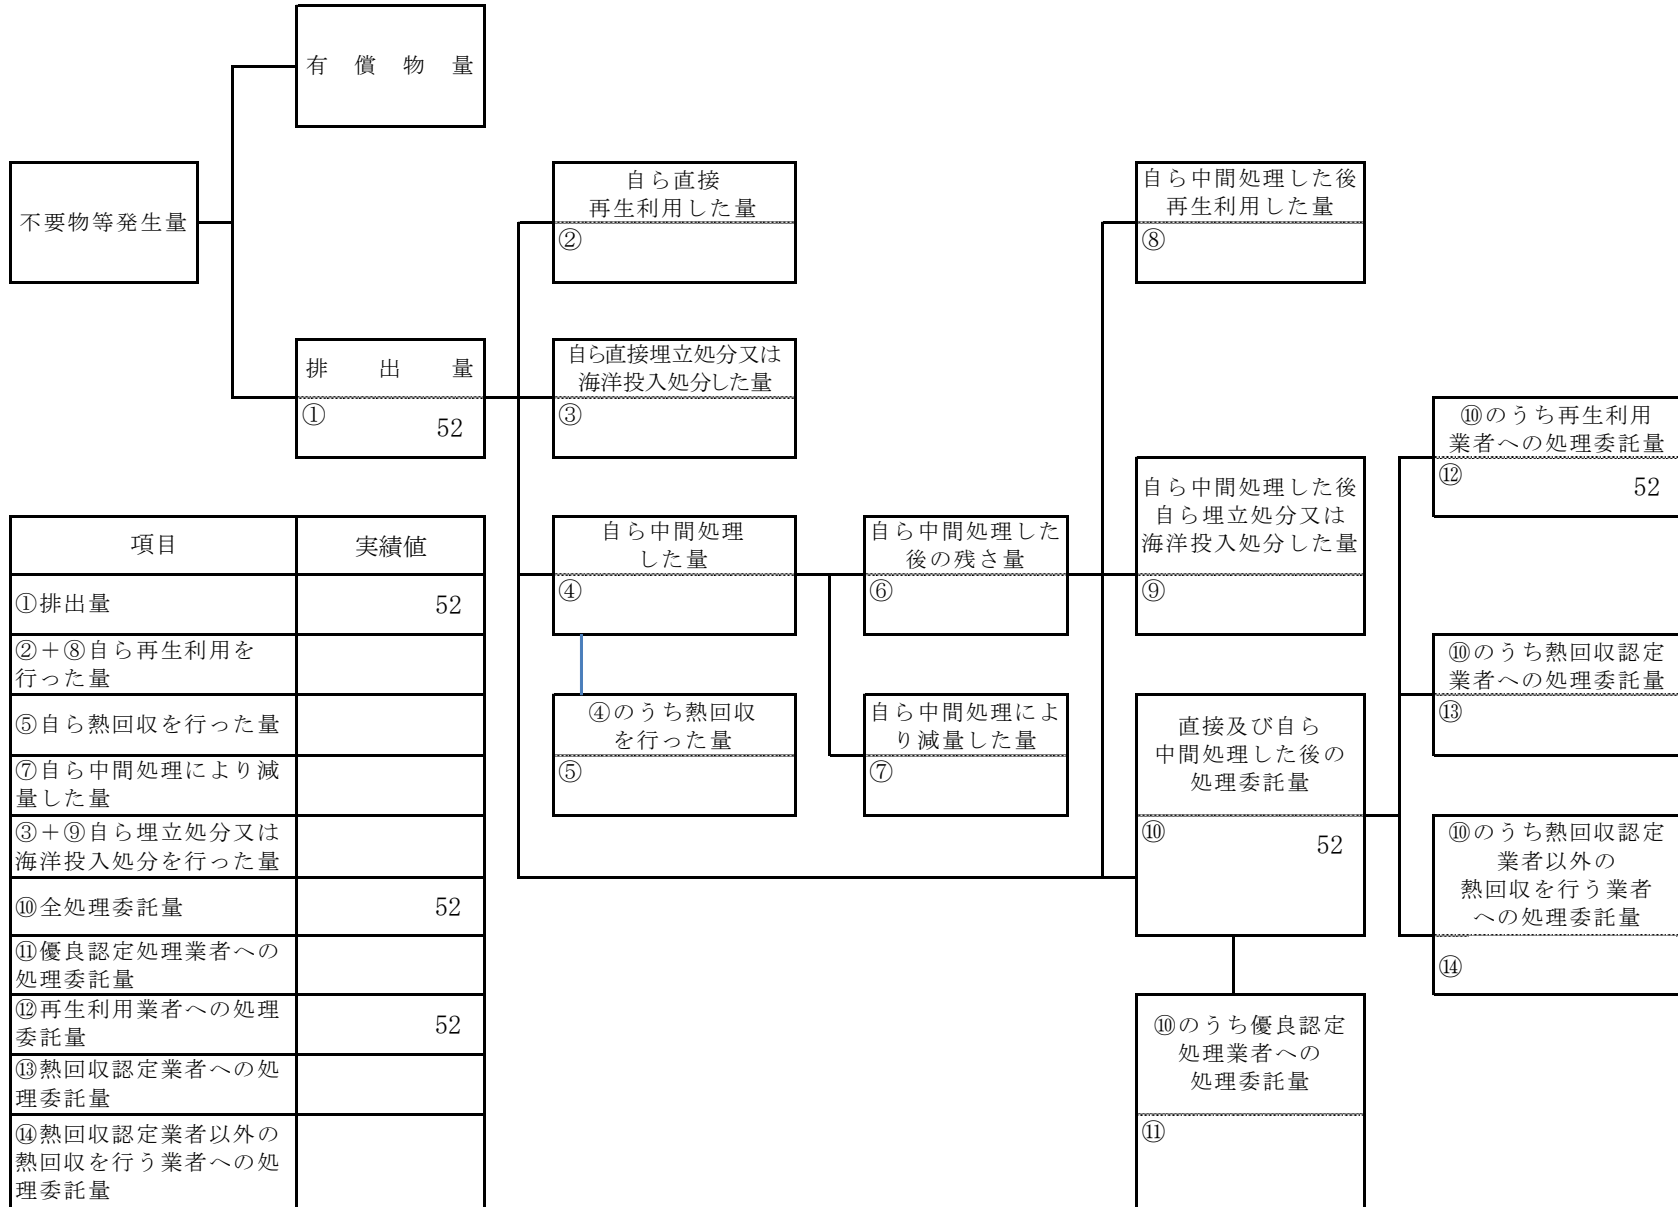 有償物量
不要物等発生量
排出量
①
52
自ら直接
再生利用した量
②
自ら直接埋立処分又は
海洋投入処分した量
③
自ら中間処理
した量
④
④のうち熱回収
を行った量
⑤
自ら中間処理した
後の残さ量
⑥
自ら中間処理によ
り減量した量
⑦
自ら中間処理した後
再生利用した量
⑧
自ら中間処理した後
自ら埋立処分又は
海洋投入処分した量
⑨
直接及び自ら
中間処理した後の
処理委託量
⑩
52
⑩のうち優良認定
処理業者への
処理委託量
⑪
⑩のうち再生利用
業者への処理委託量
⑫
52
⑩のうち熱回収認定
業者への処理委託量
⑬
⑩のうち熱回収認定
業者以外の
熱回収を行う業者
への処理委託量
⑭
項目 実績値
①排出量 52
②＋⑧自ら再生利用を
行った量
⑤自ら熱回収を行った量
⑦自ら中間処理により減
量した量
③＋⑨自ら埋立処分又は
海洋投入処分を行った量
⑩全処理委託量 52
⑪優良認定処理業者への
処理委託量
⑫再生利用業者への処理
委託量 52
⑬熱回収認定業者への処
理委託量
⑭熱回収認定業者以外の
熱回収を行う業者への処
理委託量